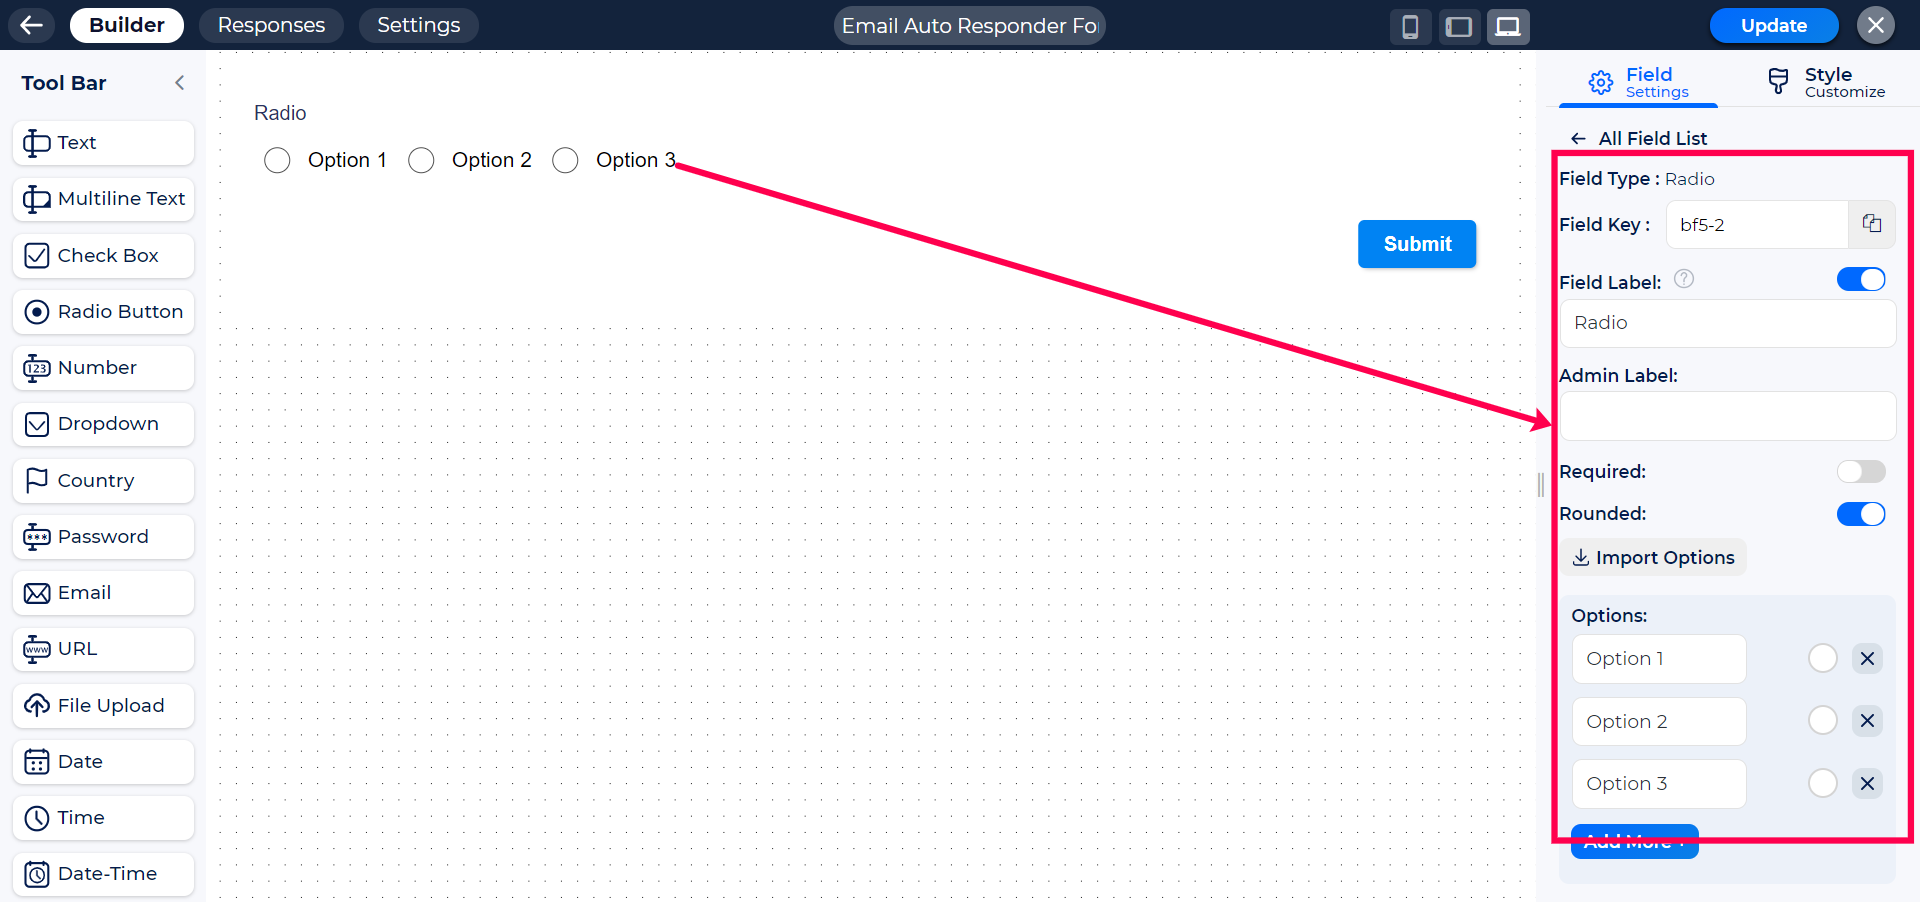 Builder
Responses
Settings
Email Auto Responder Fo
Update
Tool Bar
Text
Multiline Text
Check Box
Radio Button
123
Number
Dropdown
Country
Password
Email
www
URL
File Upload
Date
Time
Date-Time
Radio
Option 1
Option 2
Option 3
Submit
Field
Settings
Style
Customize
All Field List
Field Type : Radio
Field Key : bf5-2
Field Label: ?
Radio
Admin Label:
Required:
Rounded:
Import Options
Options:
Option 1
Option 2
Option 3
Add More +